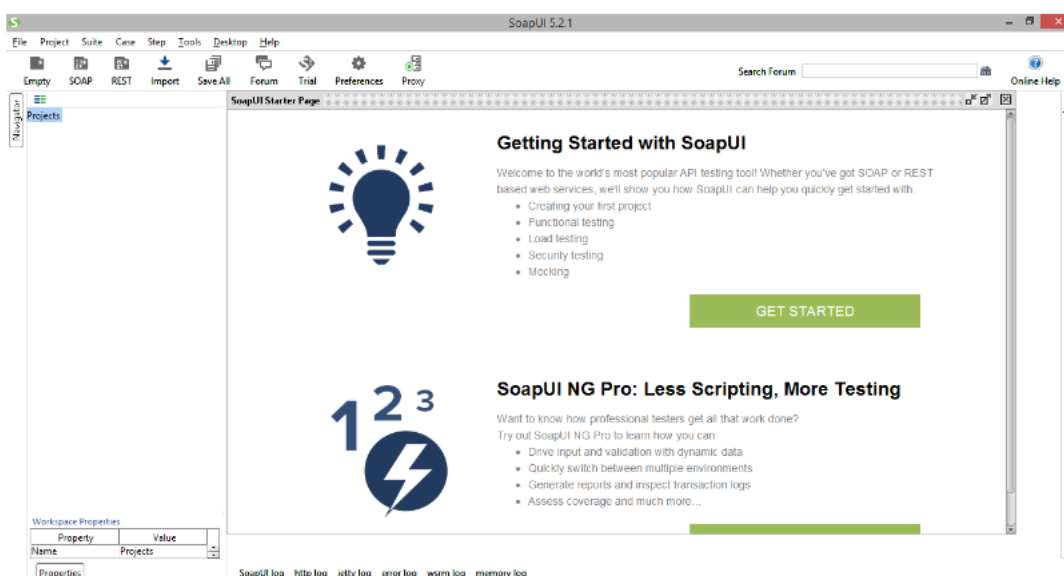 SoapUI 5.2.1
File Project Suite Case Step Tools Desktop Help
Empty SOAP REST Import Save All Forum Trial Preferences Proxy Search Forum Online Help
Navigator
Projects
SoapUI Starter Page
Getting Started with SoapUI
Welcome to the world's most popular API testing tool! Whether you've got SOAP or REST
based web services, we'll show you how SoapUI can help you quickly get started with:
• Creating your first project
• Functional testing
• Load testing
• Security testing
• Mocking
GET STARTED
1 2 3
SoapUI NG Pro: Less Scripting, More Testing
Want to know how professional testers get all that work done?
Try out SoapUI NG Pro to learn how you can:
• Drive input and validation with dynamic data
• Quickly switch between multiple environments
• Generate reports and inspect transaction logs
• Assess coverage and much more...
Workspace Properties
Property Value
Name Projects
Properties
SoapUI log http log jetty log error log wsrm log memory log